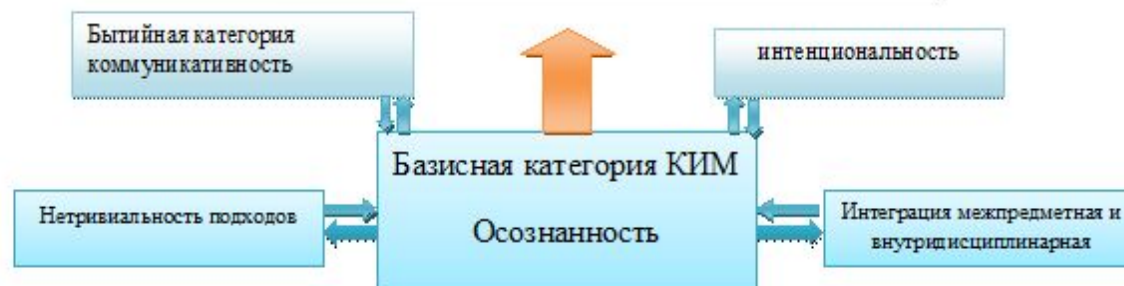 Бытийная категория
коммуникативность
интенциональность
Базисная категория КИМ
Осознанность
Нетривиальность подходов
Интеграция межпредметная и
внутридисциплинарная